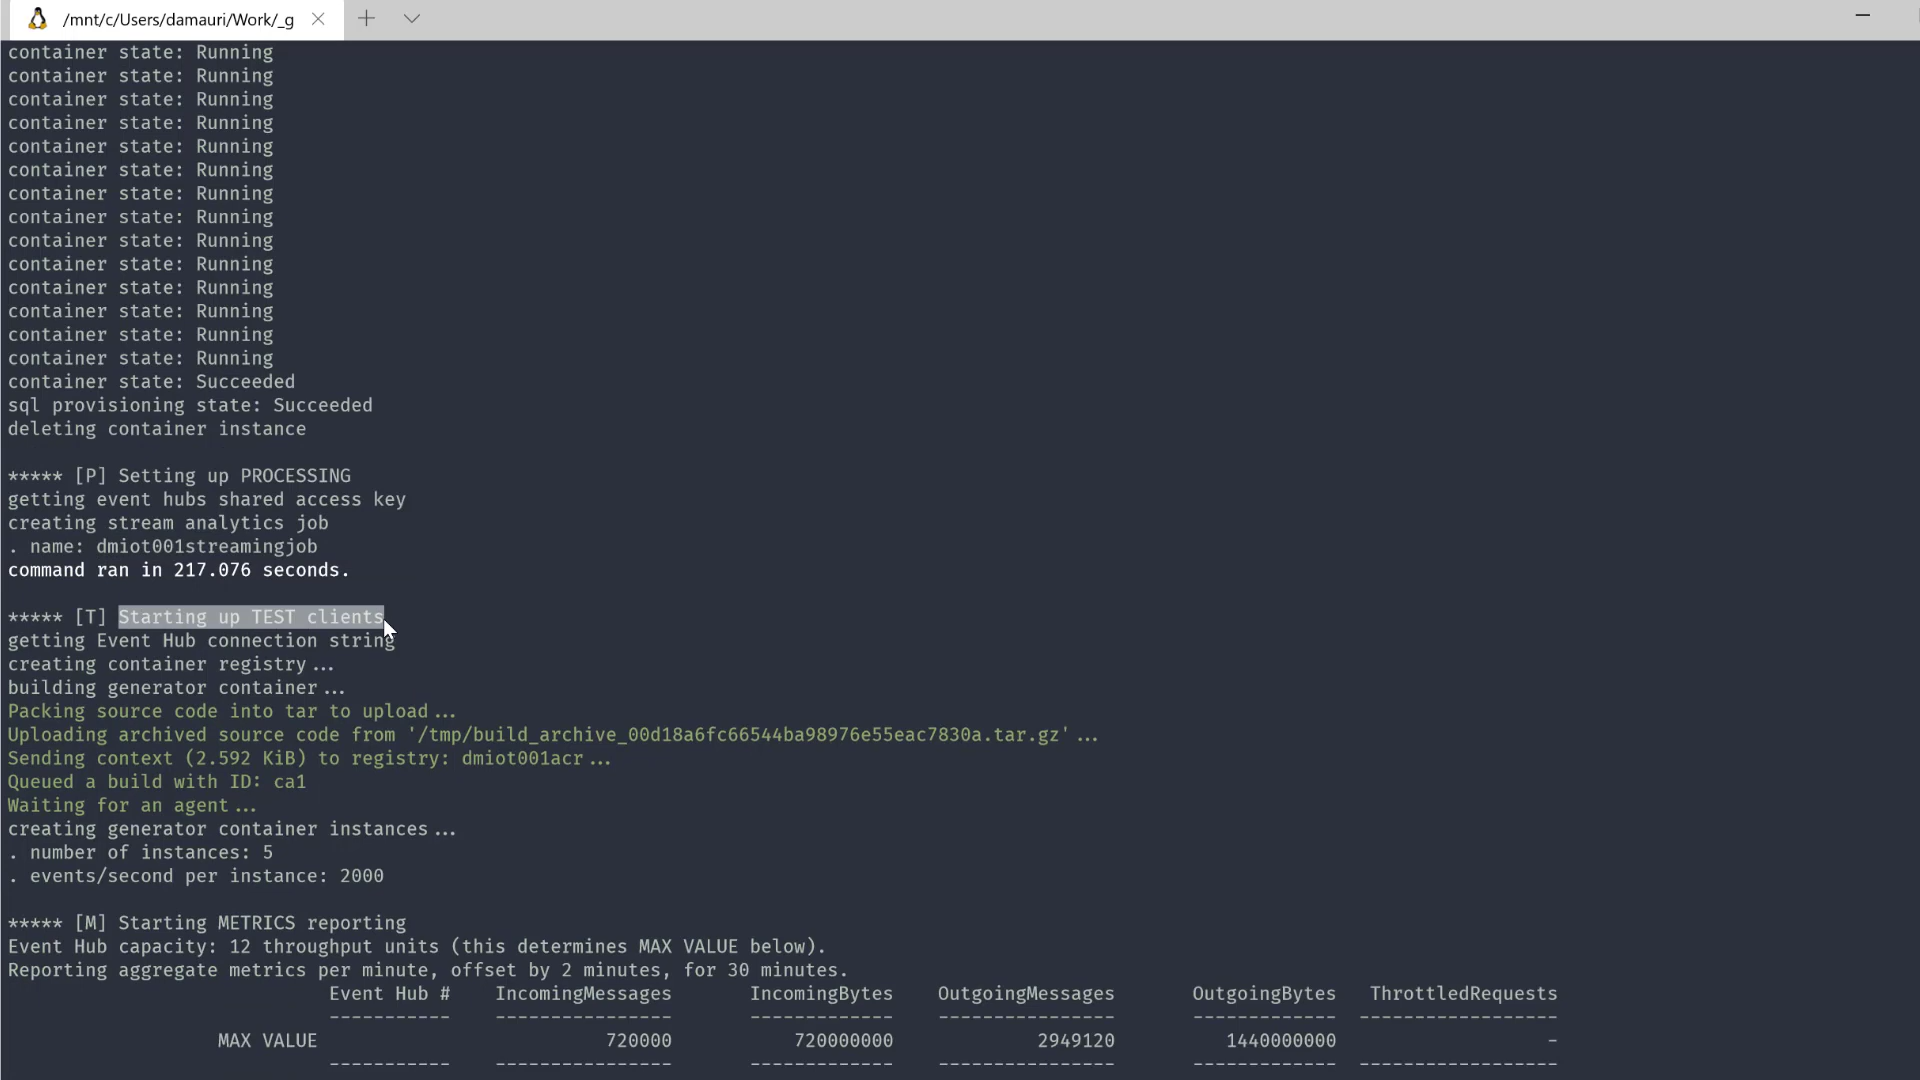 /mnt/c/Users/damauri/Work/_g
container state: Running
container state: Running
container state: Running
container state: Running
container state: Running
container state: Running
container state: Running
container state: Running
container state: Running
container state: Running
container state: Running
container state: Running
container state: Running
container state: Running
container state: Succeeded
sql provisioning state: Succeeded
deleting container instance
***** [P] Setting up PROCESSING
getting event hubs shared access key
creating stream analytics job
. name: dmiot001streamingjob
command ran in 217.076 seconds.
***** [T] Starting up TEST clients
getting Event Hub connection string
creating container registry...
building generator container...
Packing source code into tar to upload...
Uploading archived source code from '/tmp/build_archive_00d18a6fc66544ba98976e55eac7830a.tar.gz'...
Sending context (2.592 KiB) to registry: dmiot001acr...
Queued a build with ID: ca1
Waiting for an agent...
creating generator container instances...
. number of instances: 5
. events/second per instance: 2000
***** [M] Starting METRICS reporting
Event Hub capacity: 12 throughput units (this determines MAX VALUE below).
Reporting aggregate metrics per minute, offset by 2 minutes, for 30 minutes.
Event Hub # IncomingMessages IncomingBytes OutgoingMessages OutgoingBytes ThrottledRequests
----------- ---------------- ------------- ---------------- ------------- ------------------
MAX VALUE 720000 720000000 2949120 1440000000 -
----------- ---------------- ------------- ---------------- ------------- ------------------